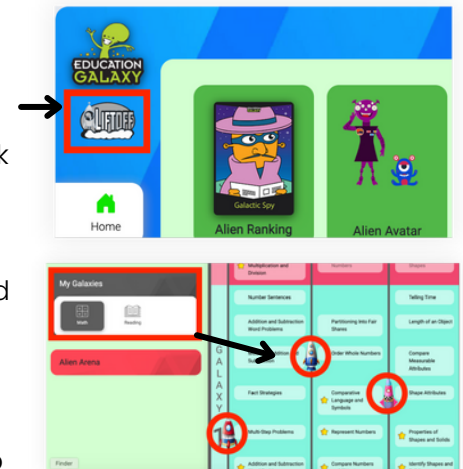 EDUCATION
GALAXY
LIFTOFF
k
Home
Galactic Spy
Alien Ranking
Alien Avatar
d
My Galaxies
Math
Reading
Alien Arena
Finder
GALAXY
1
Multiplication and
Division
Number Sentences
Addition and Subtraction
Word Problems
Fact Strategies
Multi-Step Problems
Addition and Subtraction
Numbers
Partitioning Into Fair
Shares
Order Whole Numbers
Comparative
Language and
Symbols
Represent Numbers
Compare Numbers
Shapes
Telling Time
Length of an Object
Compare
Measurable
Attributes
Shape Attributes
Properties of
Shapes and Solids
Identify Shapes and